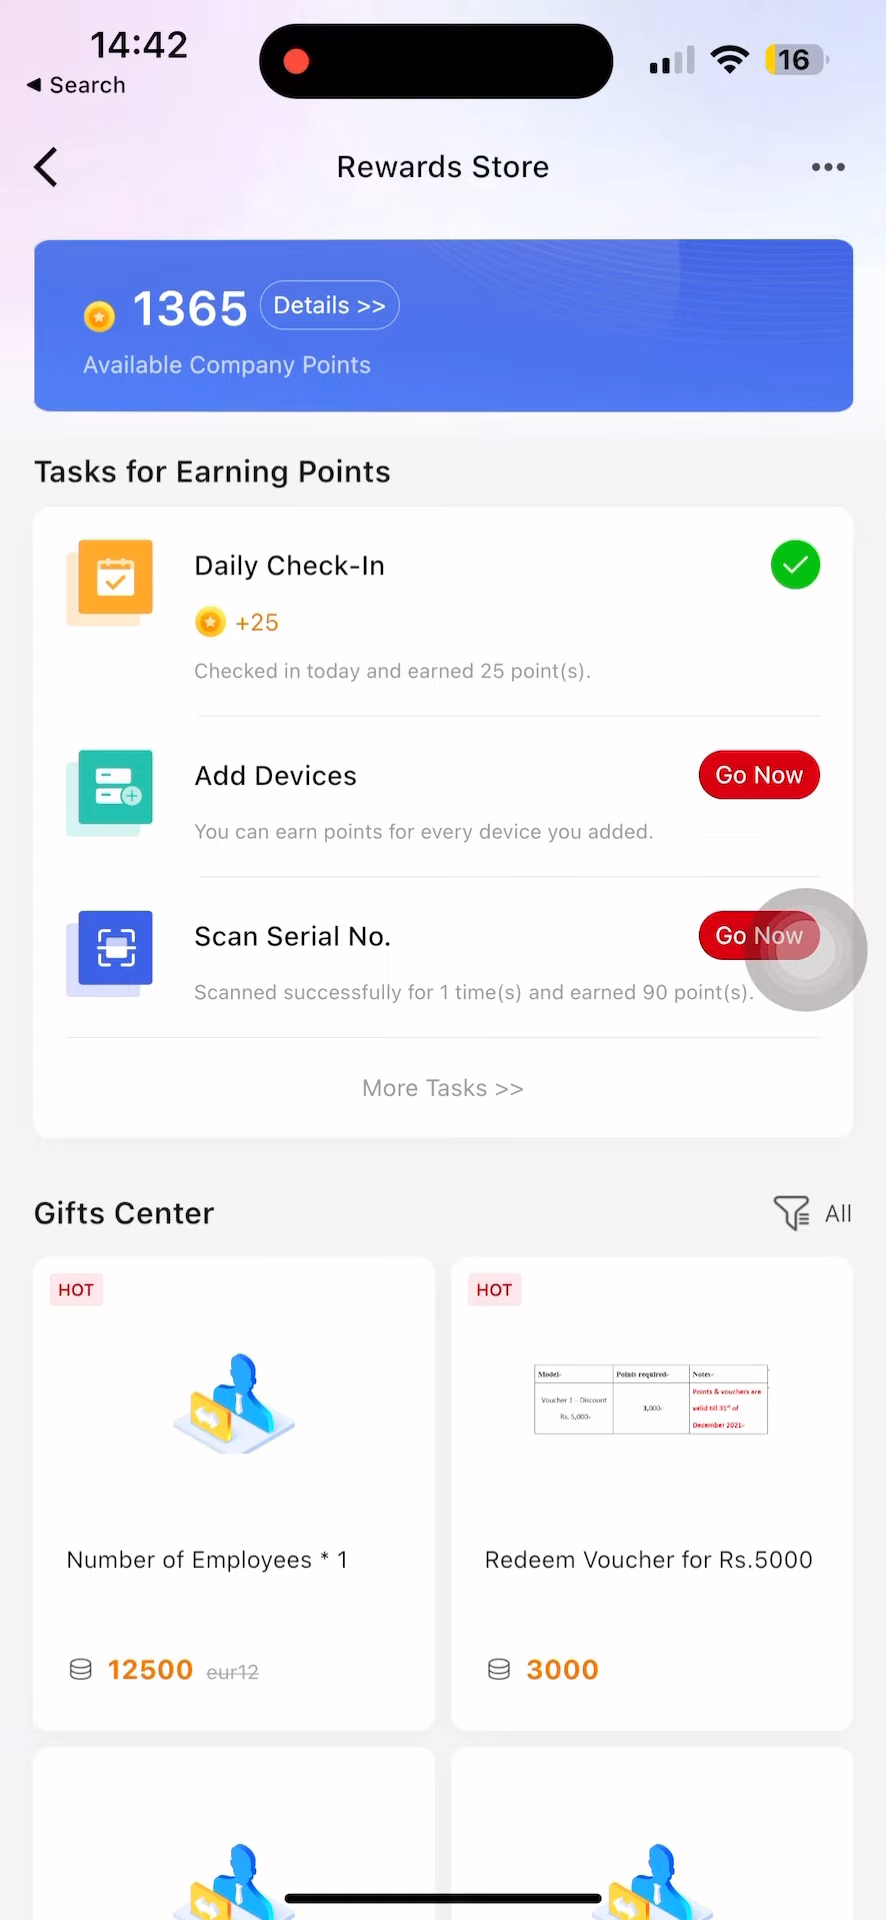 14:42
16
◀ Search
Rewards Store
1365
Details >>
Available Company Points
Tasks for Earning Points
Daily Check-In
+25
Checked in today and earned 25 point(s).
Add Devices
Go Now
You can earn points for every device you added.
Scan Serial No.
Go Now
Scanned successfully for 1 time(s) and earned 90 point(s).
More Tasks >>
Gifts Center
All
HOT
Number of Employees * 1
12500 eur12
HOT
Model
Points required
Notes
Voucher 1 – Discount
Rs. 5,000
3,000
Points & vouchers are
valid till 31st of
December 2021
Redeem Voucher for Rs.5000
3000